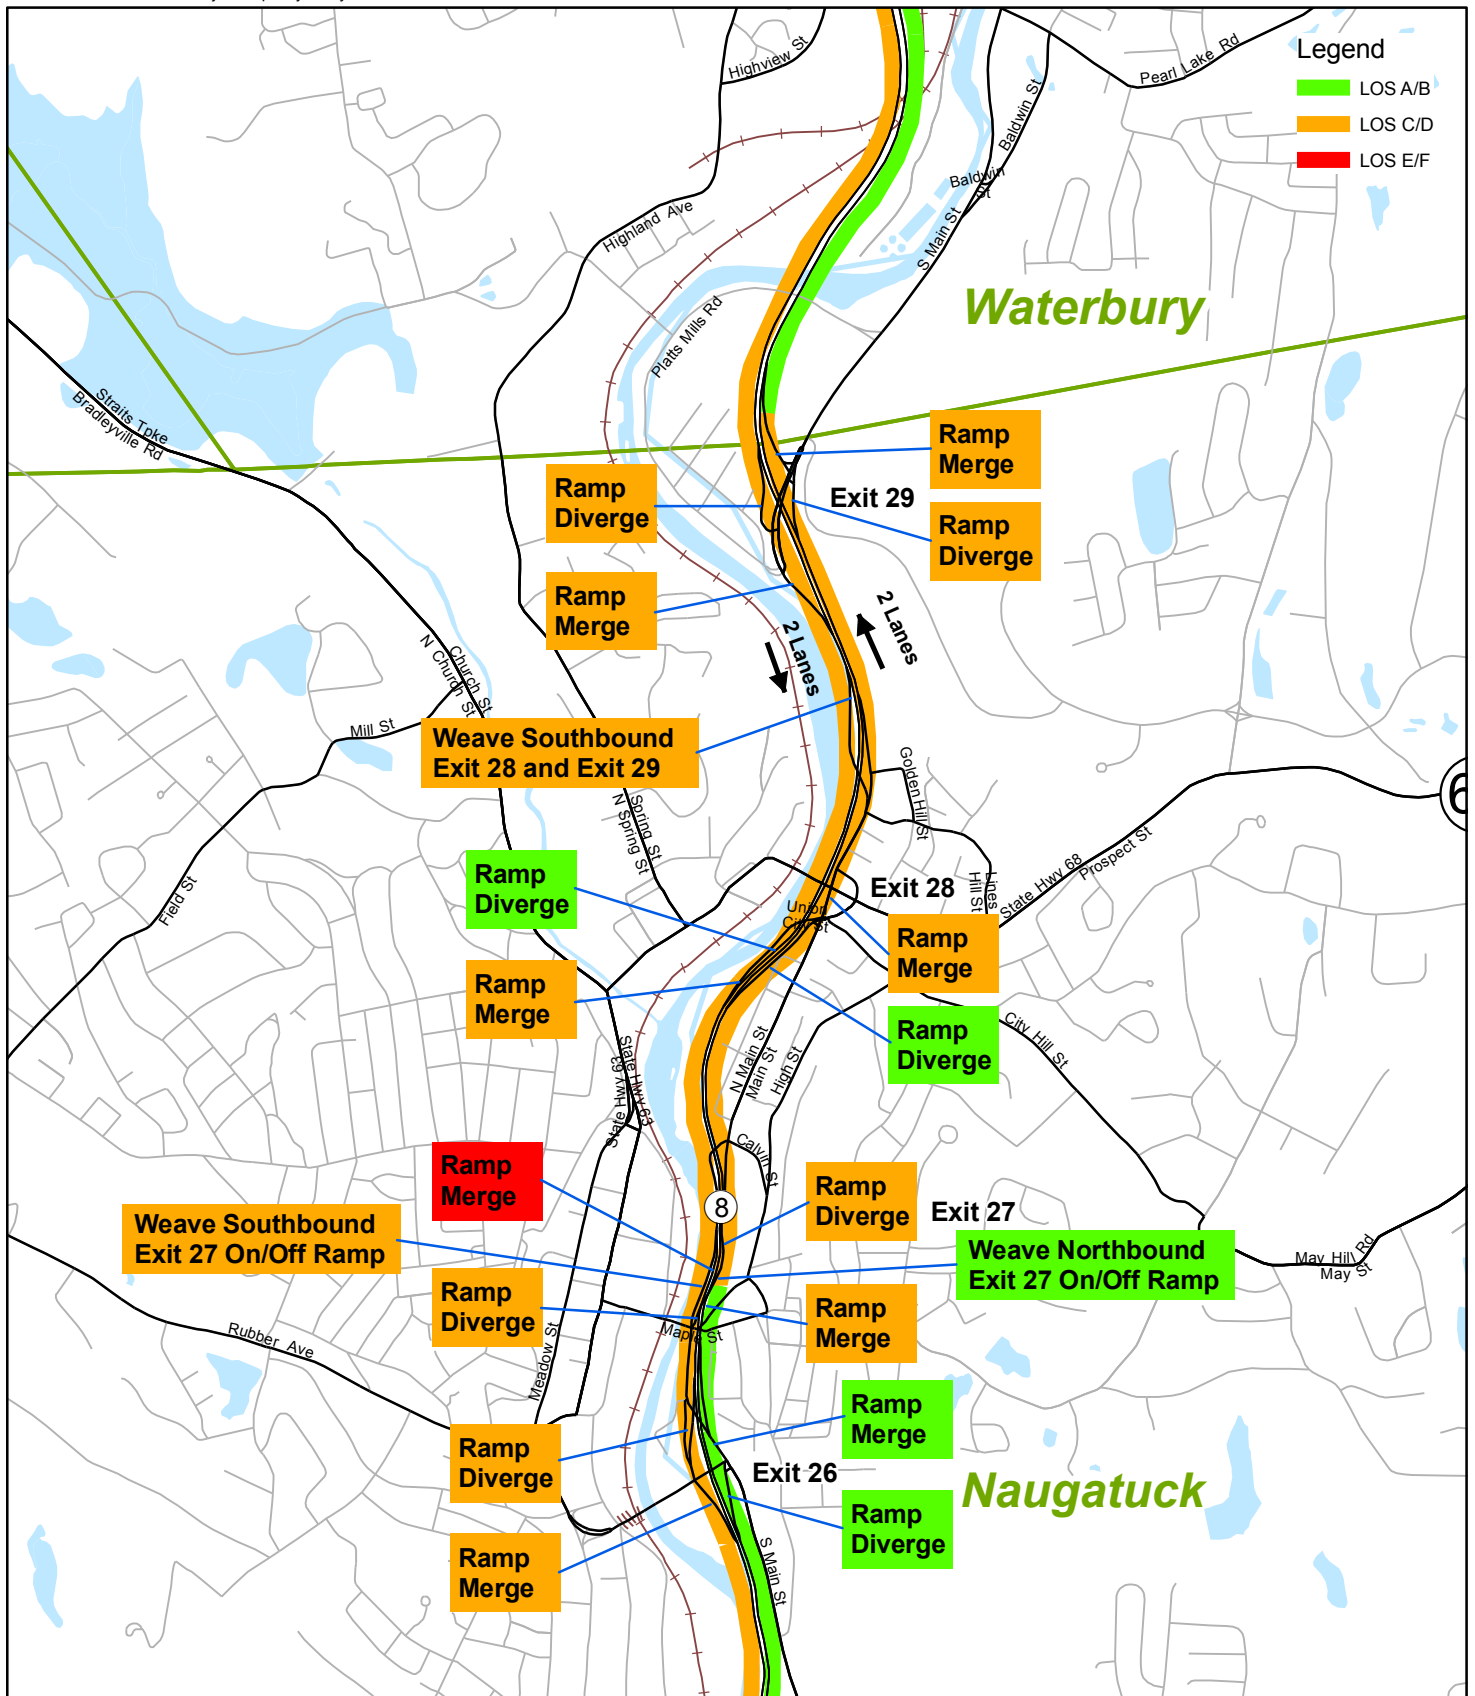 Highview St
Pearl Lake Rd
Legend
LOS A/B
LOS C/D
LOS E/F
Baldwin St
Baldwin
St
Highland Ave
S Main St
Waterbury
Platts Mills Rd
Straits Tpke
Bradleyville Rd
Ramp
Merge
Ramp
Diverge
Exit 29
Ramp
Diverge
Ramp
Merge
2 Lanes
2 Lanes
Church St
N Church St
Mill St
Weave Southbound
Exit 28 and Exit 29
Golden Hill St
6
Spring St
N Spring St
State Hwy 68
Prospect St
Lines
Hill St
Field St
Ramp
Diverge
Exit 28
Union
City St
Ramp
Merge
Ramp
Merge
Ramp
Diverge
City Hill St
N Main St
Main St
High St
State Hwy 63
State Hwy 63
Calvin St
Ramp
Merge
Ramp
Diverge
8
Exit 27
Weave Southbound
Exit 27 On/Off Ramp
Weave Northbound
Exit 27 On/Off Ramp
May Hill Rd
May St
Ramp
Diverge
Ramp
Merge
Rubber Ave
Maple St
Meadow St
Ramp
Merge
Ramp
Diverge
Exit 26
Naugatuck
Ramp
Diverge
Ramp
Merge
S Main St